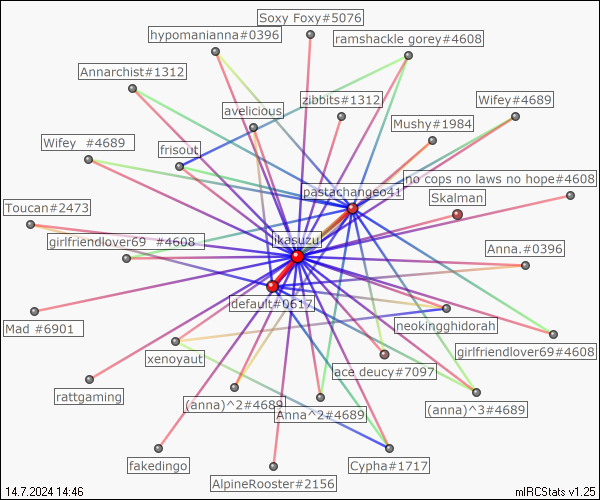 Soxy Foxy#5076
hypomanianna#0396
ramshackle gorey#4608
Annarchist#1312
zibbits#1312
Wifey#4689
avelicious
Mushy#1984
Wifey #4689
frisout
no cops no laws no hope#4608
pastachangeo41
Skalman
Toucan#2473
girlfriendlover69 #4608
likasuzu
Anna.#0396
default#0617
Mad #6901
neokingghidorah
xenoyaut
girlfriendlover69#4608
ace deucy#7097
rattgaming
(anna)^2#4689
Anna^2#4689
(anna)^3#4689
fakedingo
Cypha#1717
AlpineRooster#2156
14.7.2024 14:46
mIRCStats v1.25